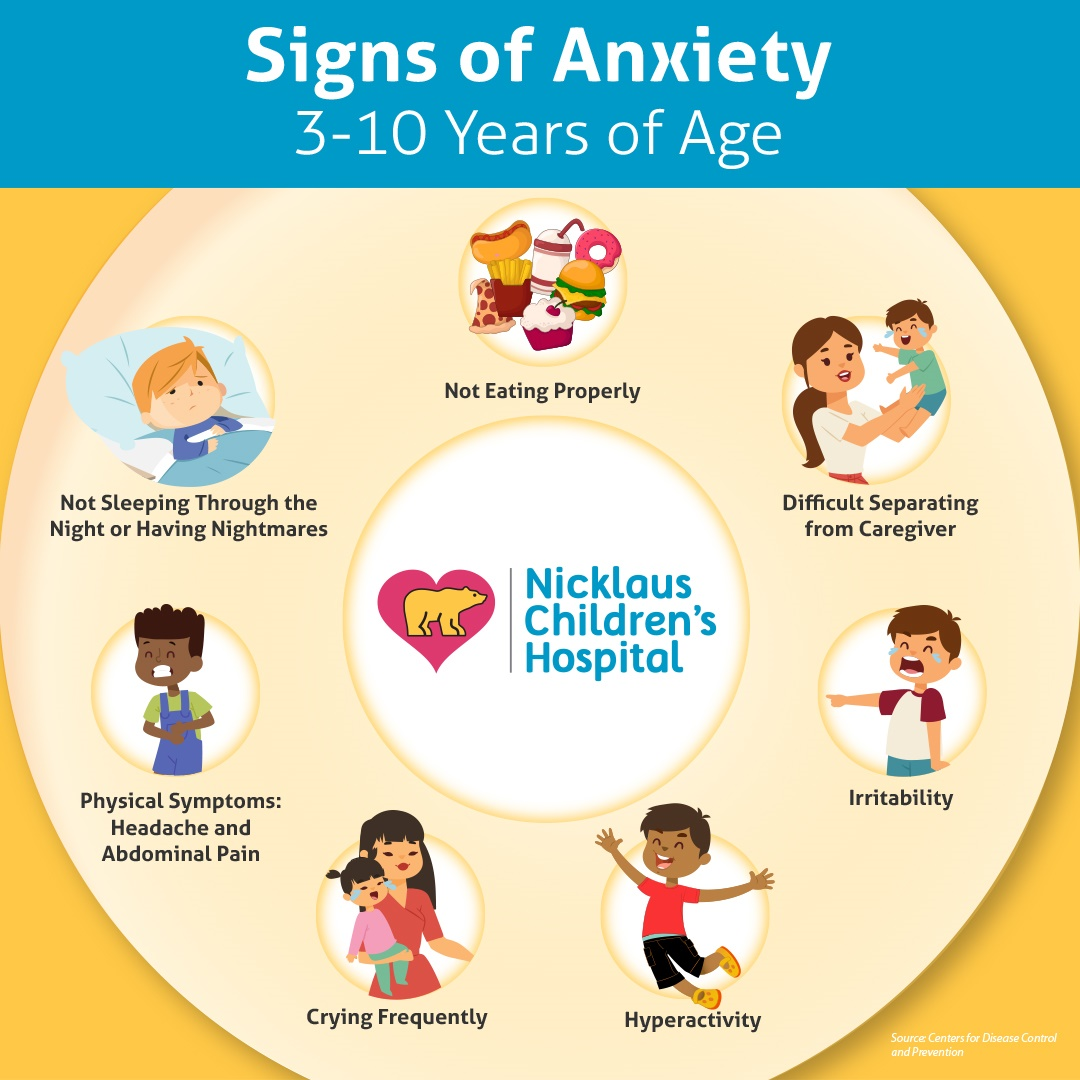 Signs of Anxiety
3-10 Years of Age
Not Eating Properly
Not Sleeping Through the
Night or Having Nightmares
Difficult Separating
from Caregiver
Nicklaus
Children's
Hospital
Physical Symptoms:
Headache and
Abdominal Pain
Irritability
Crying Frequently
Hyperactivity
Source: Centers for Disease Control
and Prevention